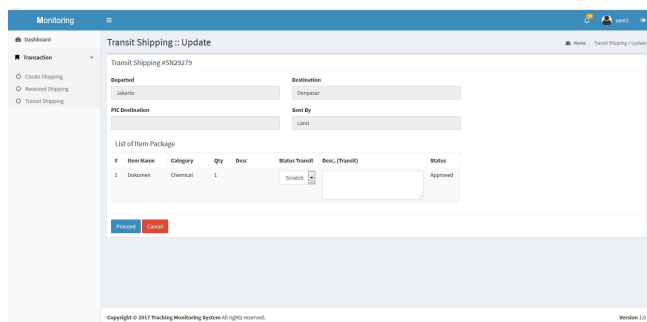 Monitoring
user2
Dashboard
Transit Shipping :: Update
Home
Transit Shipping :: Update
Transaction
Create Shipping
Received Shipping
Transit Shipping
Transit Shipping #SN29279
Departed
Destination
Jakarta
Denpasar
PIC Destination
Sent By
Land
List of Item Package
# Item Name Category Qty Desc Status Transit Desc. (Transit) Status
1 Dokumen Chemical 1 Scratch Approved
Proceed Cancel
Copyright © 2017 Tracking Monitoring System All rights reserved.
Version 1.0